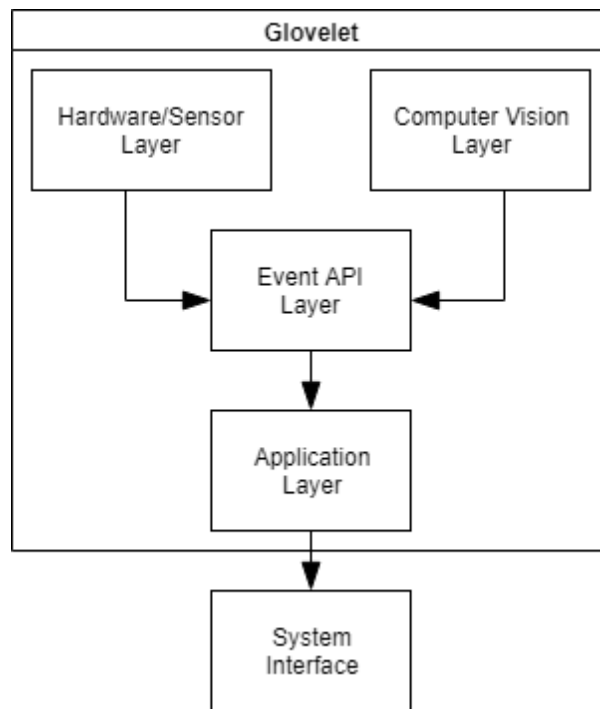 Glovelet
Hardware/Sensor
Layer
Computer Vision
Layer
Event API
Layer
Application
Layer
System
Interface